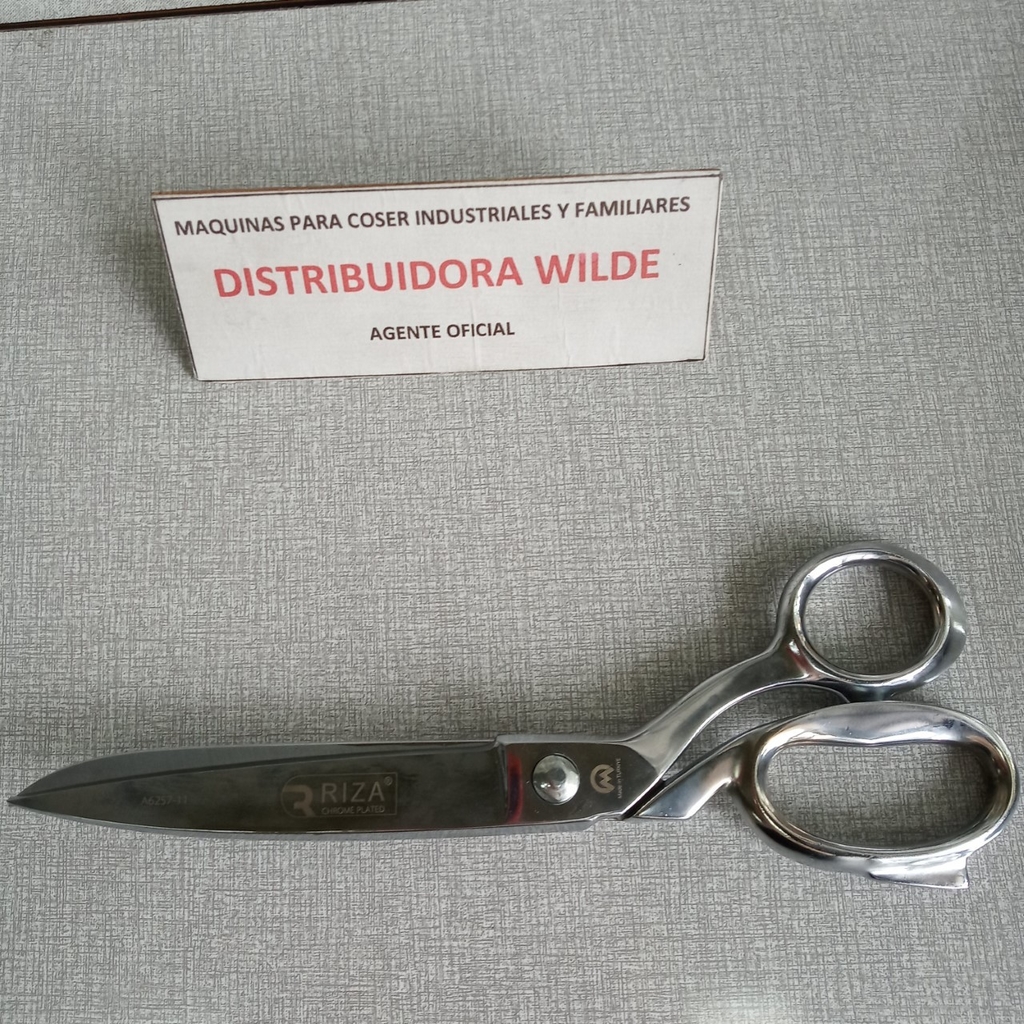 MAQUINAS PARA COSER INDUSTRIALES Y FAMILIARES
DISTRIBUIDORA WILDE
AGENTE OFICIAL
RIZA®
CHROME PLATED